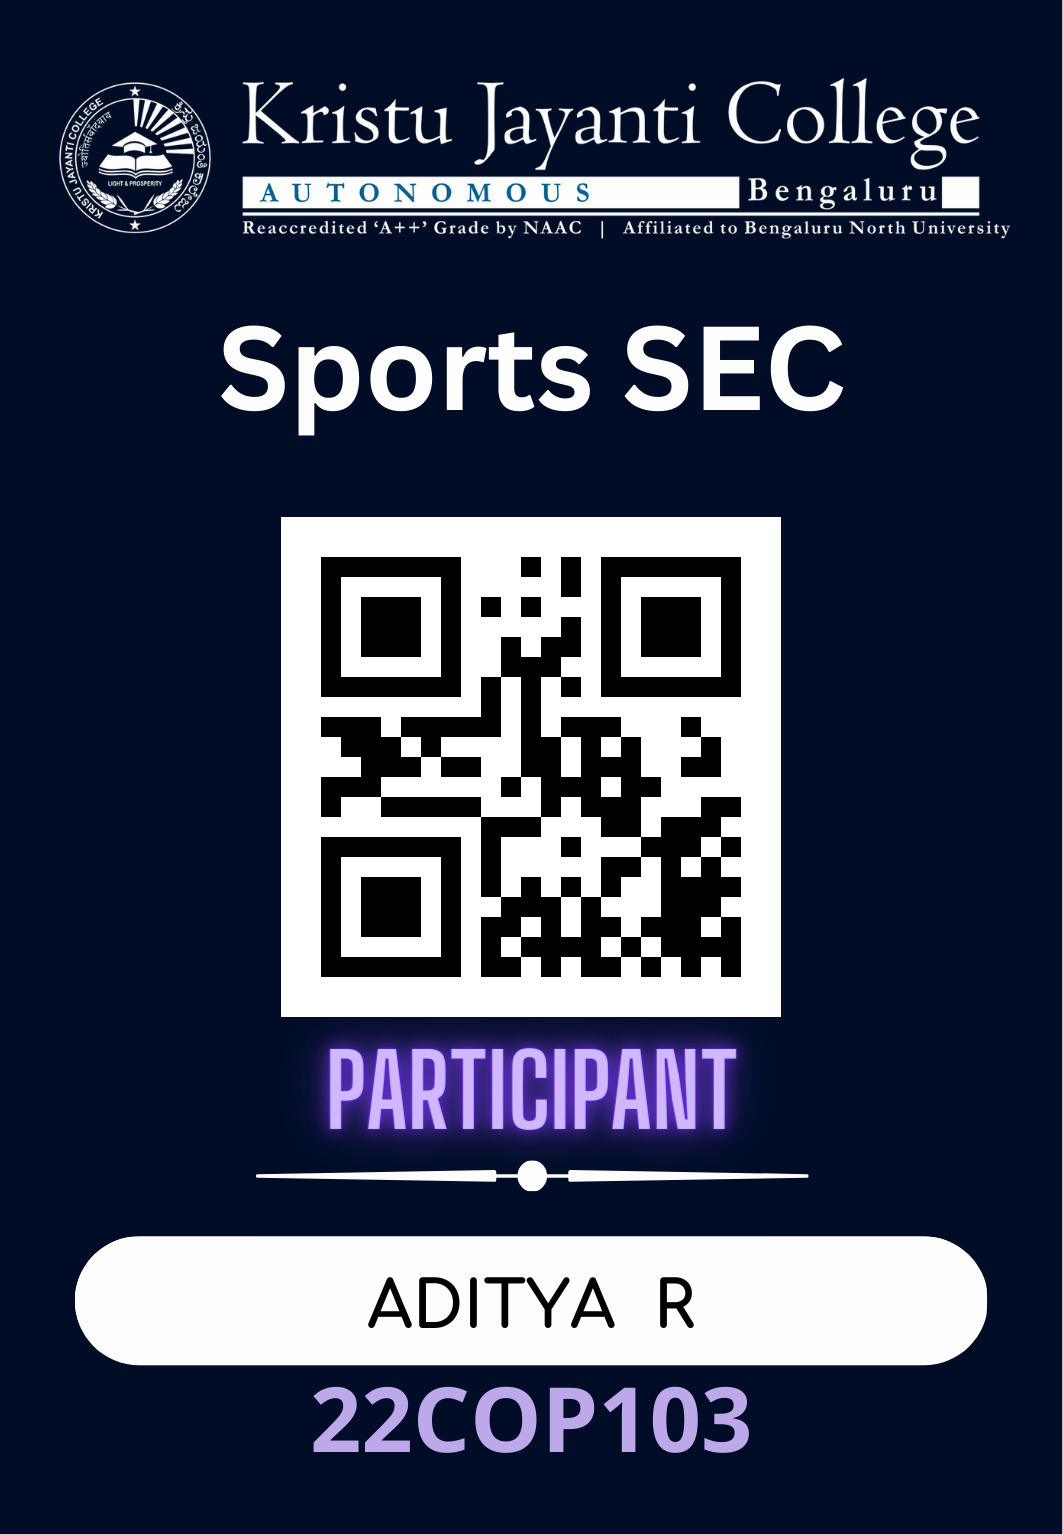 KRISTU JAYANTI COLLEGE
ಕ್ರಿಸ್ತು ಜಯಂತಿ ಕಾಲೇಜು
LIGHT & PROSPERITY
Kristu Jayanti College
AUTONOMOUS Bengaluru
Reaccredited ‘A++’ Grade by NAAC | Affiliated to Bengaluru North University
Sports SEC
PARTICIPANT
ADITYA R
22COP103